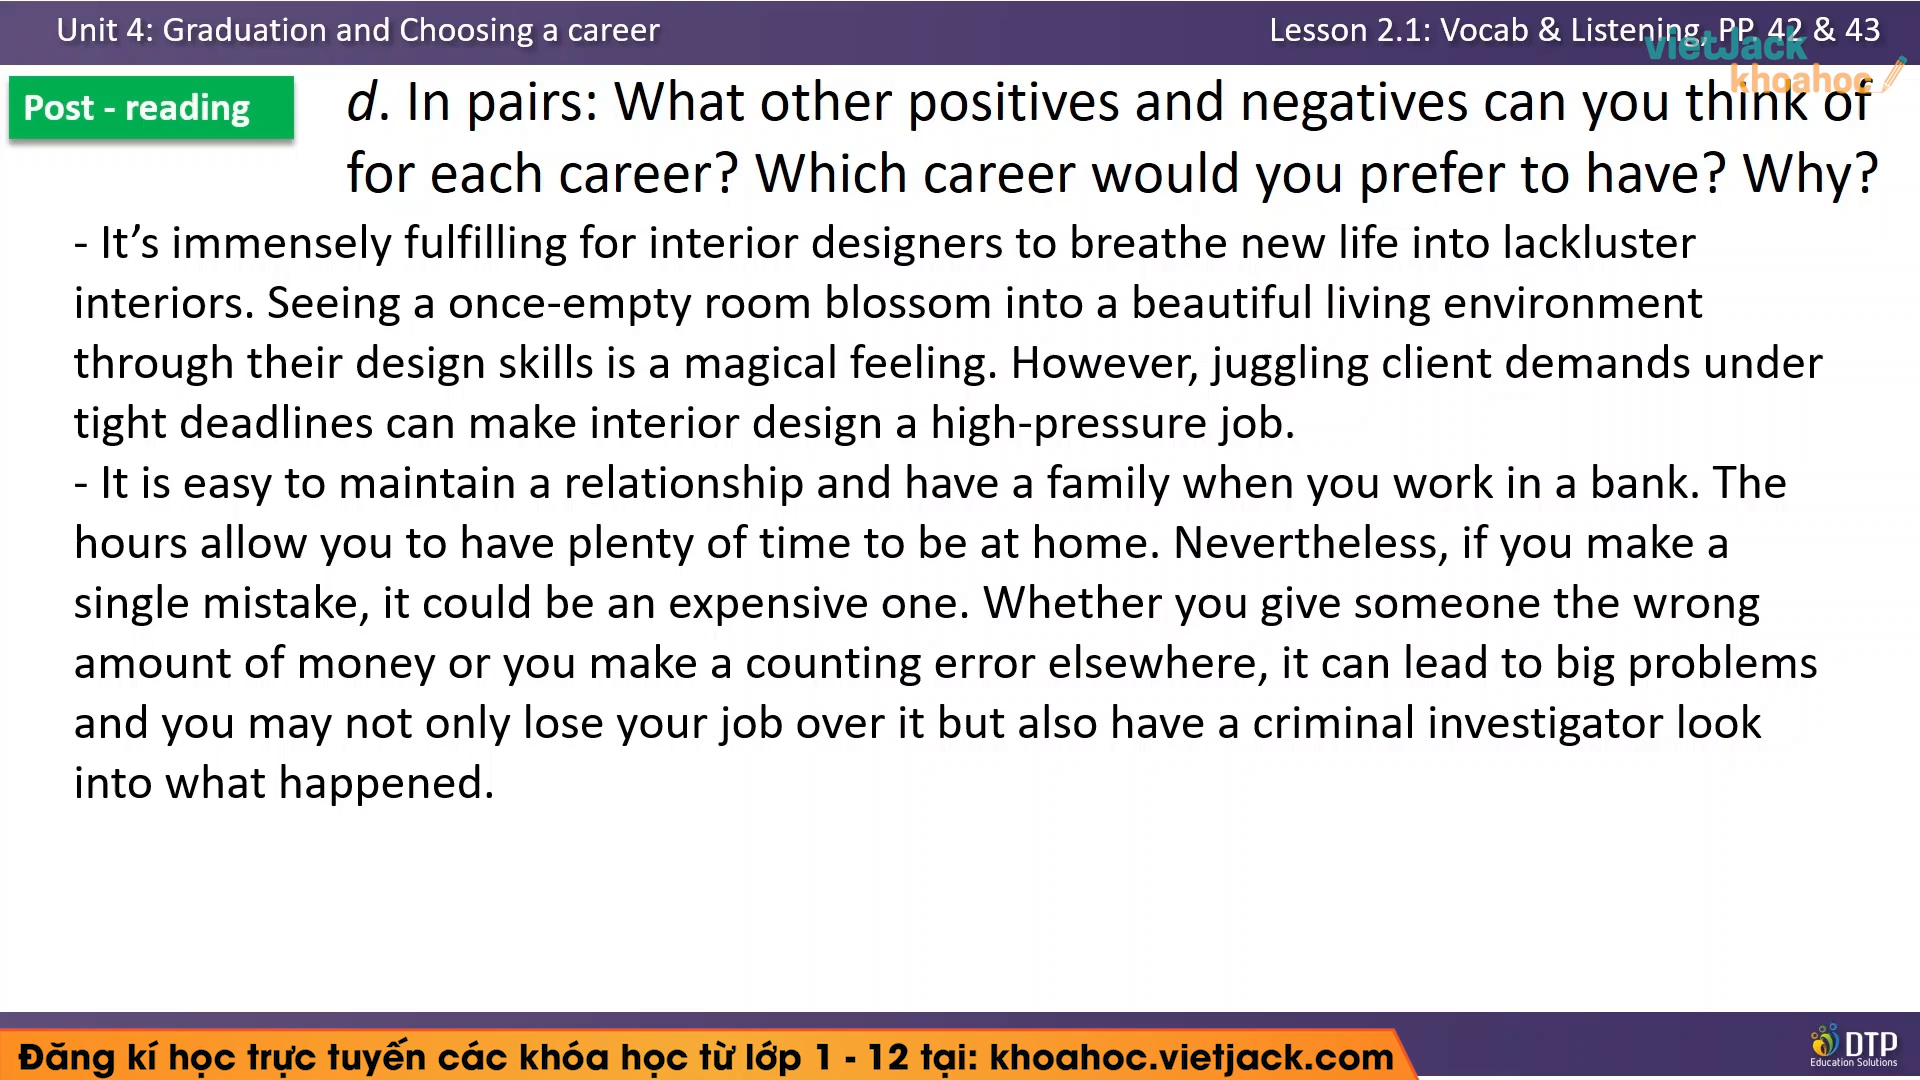 Unit 4: Graduation and Choosing a career
Lesson 2.1: Vocab & Listening, PP. 42 & 43
vietJack
khoahoc
Post - reading
d. In pairs: What other positives and negatives can you think of
for each career? Which career would you prefer to have? Why?
- It’s immensely fulfilling for interior designers to breathe new life into lackluster
interiors. Seeing a once-empty room blossom into a beautiful living environment
through their design skills is a magical feeling. However, juggling client demands under
tight deadlines can make interior design a high-pressure job.
- It is easy to maintain a relationship and have a family when you work in a bank. The
hours allow you to have plenty of time to be at home. Nevertheless, if you make a
single mistake, it could be an expensive one. Whether you give someone the wrong
amount of money or you make a counting error elsewhere, it can lead to big problems
and you may not only lose your job over it but also have a criminal investigator look
into what happened.
Đăng kí học trực tuyến các khóa học từ lớp 1 - 12 tại: khoahoc.vietjack.com
DTP
Education Solutions